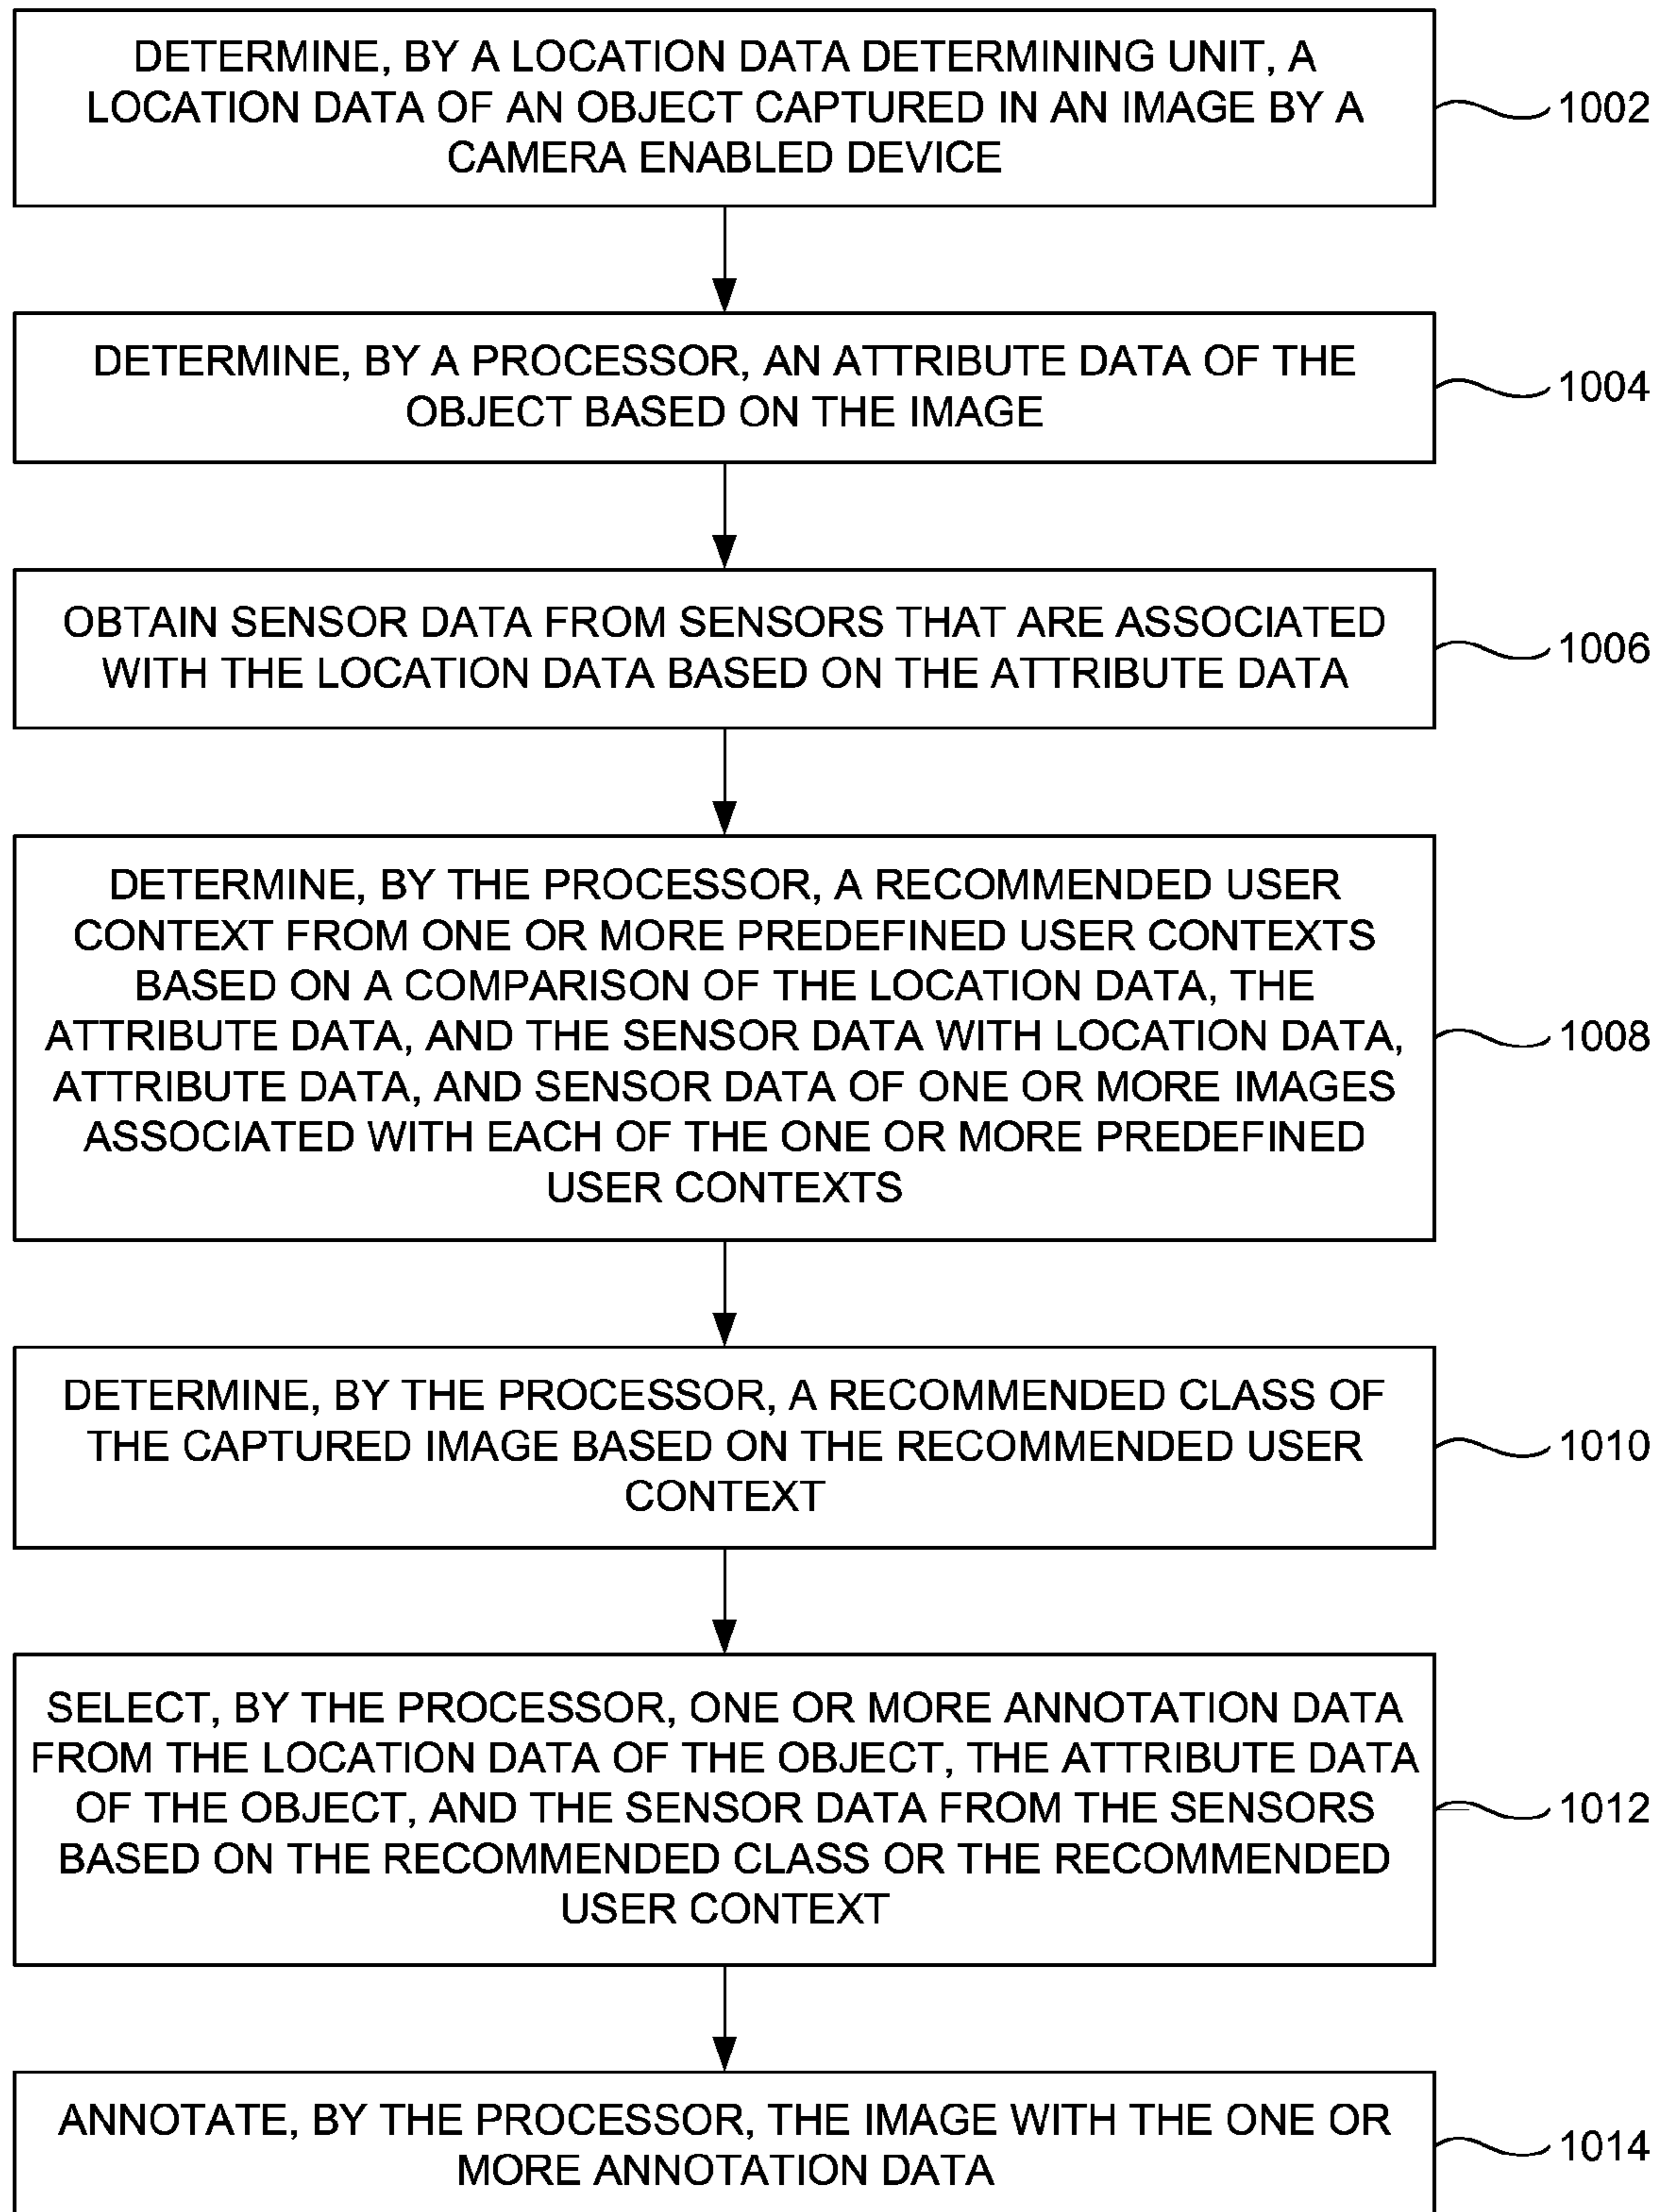 DETERMINE, BY A LOCATION DATA DETERMINING UNIT, A
LOCATION DATA OF AN OBJECT CAPTURED IN AN IMAGE BY A
CAMERA ENABLED DEVICE
1002
DETERMINE, BY A PROCESSOR, AN ATTRIBUTE DATA OF THE
OBJECT BASED ON THE IMAGE
1004
OBTAIN SENSOR DATA FROM SENSORS THAT ARE ASSOCIATED
WITH THE LOCATION DATA BASED ON THE ATTRIBUTE DATA
1006
DETERMINE, BY THE PROCESSOR, A RECOMMENDED USER
CONTEXT FROM ONE OR MORE PREDEFINED USER CONTEXTS
BASED ON A COMPARISON OF THE LOCATION DATA, THE
ATTRIBUTE DATA, AND THE SENSOR DATA WITH LOCATION DATA,
ATTRIBUTE DATA, AND SENSOR DATA OF ONE OR MORE IMAGES
ASSOCIATED WITH EACH OF THE ONE OR MORE PREDEFINED
USER CONTEXTS
1008
DETERMINE, BY THE PROCESSOR, A RECOMMENDED CLASS OF
THE CAPTURED IMAGE BASED ON THE RECOMMENDED USER
CONTEXT
1010
SELECT, BY THE PROCESSOR, ONE OR MORE ANNOTATION DATA
FROM THE LOCATION DATA OF THE OBJECT, THE ATTRIBUTE DATA
OF THE OBJECT, AND THE SENSOR DATA FROM THE SENSORS
BASED ON THE RECOMMENDED CLASS OR THE RECOMMENDED
USER CONTEXT
1012
ANNOTATE, BY THE PROCESSOR, THE IMAGE WITH THE ONE OR
MORE ANNOTATION DATA
1014